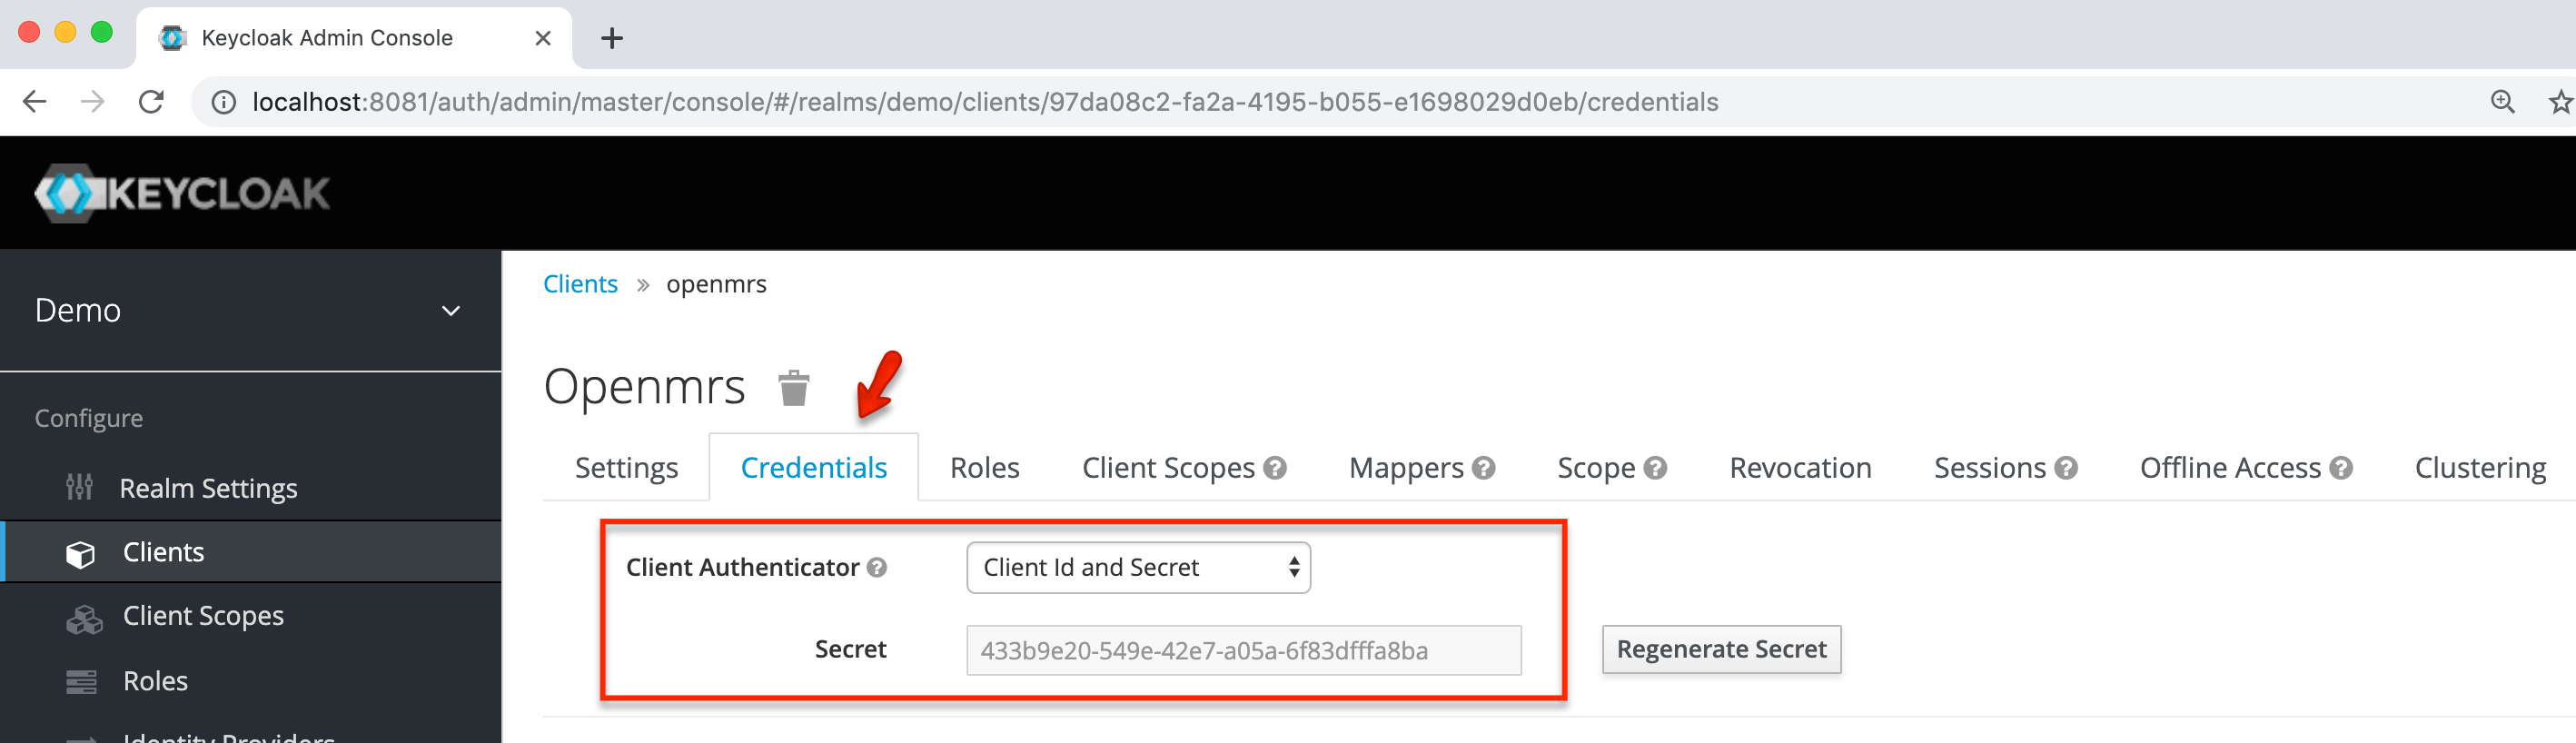 Keycloak Admin Console
localhost:8081/auth/admin/master/console/#/realms/demo/clients/97da08c2-fa2a-4195-b055-e1698029d0eb/credentials
KEYCLOAK
Demo
Configure
Realm Settings
Clients
Client Scopes
Roles
Identity Providers
Clients » openmrs
Openmrs
Settings Credentials Roles Client Scopes Mappers Scope Revocation Sessions Offline Access Clustering
Client Authenticator Client Id and Secret
Secret 433b9e20-549e-42e7-a05a-6f83dfffa8ba Regenerate Secret